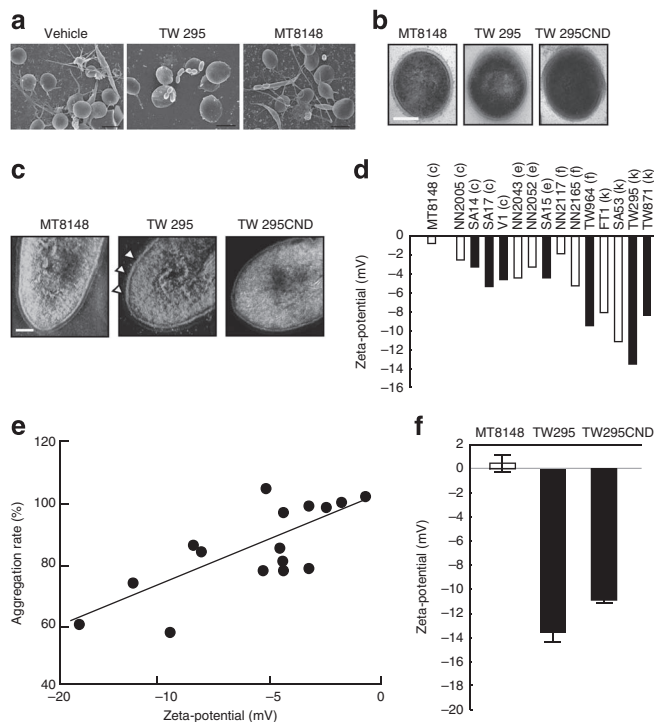 a
Vehicle
TW 295
MT8148
b
MT8148
TW 295
TW 295CND
c
MT8148
TW 295
TW 295CND
d
MT8148 (c)
NN2005 (c)
SA14 (c)
SA17 (c)
V1 (c)
NN2043 (e)
NN2052 (e)
SA15 (e)
NN2117 (f)
NN2165 (f)
TW964 (f)
FT1 (k)
SA53 (k)
TW295 (k)
TW871 (k)
0
−2
−4
−6
−8
−10
−12
−14
−16
Zeta-potential (mV)
e
120
100
80
60
40
Aggregation rate (%)
−20
−10
−5
0
Zeta-potential (mV)
f
MT8148
TW295
TW295CND
2
0
−2
−4
−6
−8
−10
−12
−14
−16
−18
−20
Zeta-potential (mV)